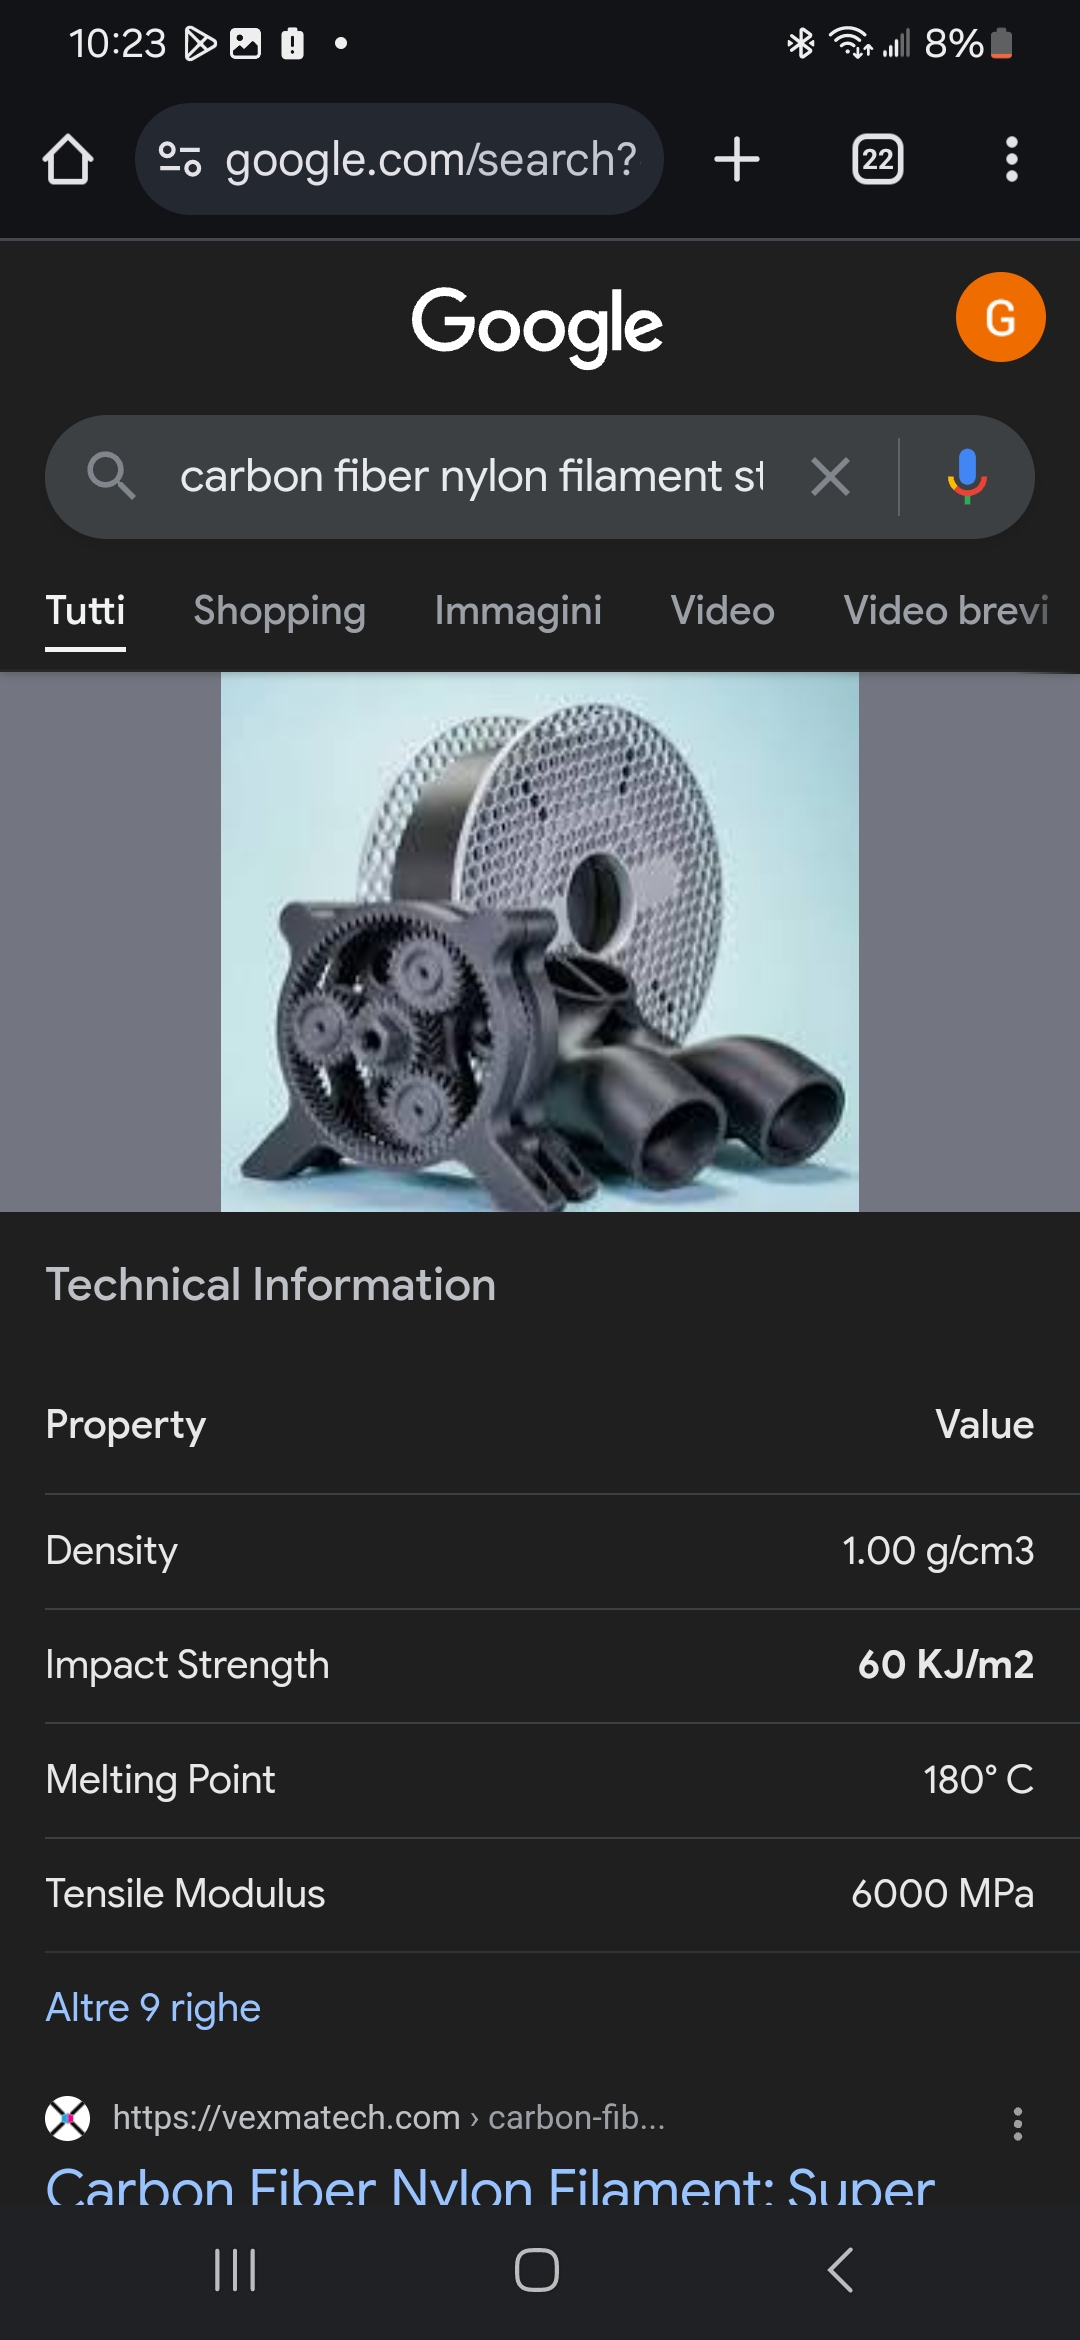 10:23 8%
google.com/search?
22
Google
G
carbon fiber nylon filament st
Tutti Shopping Immagini Video Video brevi
Technical Information
Property Value
Density 1.00 g/cm3
Impact Strength 60 KJ/m2
Melting Point 180° C
Tensile Modulus 6000 MPa
Altre 9 righe
https://vexmatech.com › carbon-fib...
Carbon Fiber Nylon Filament: Super